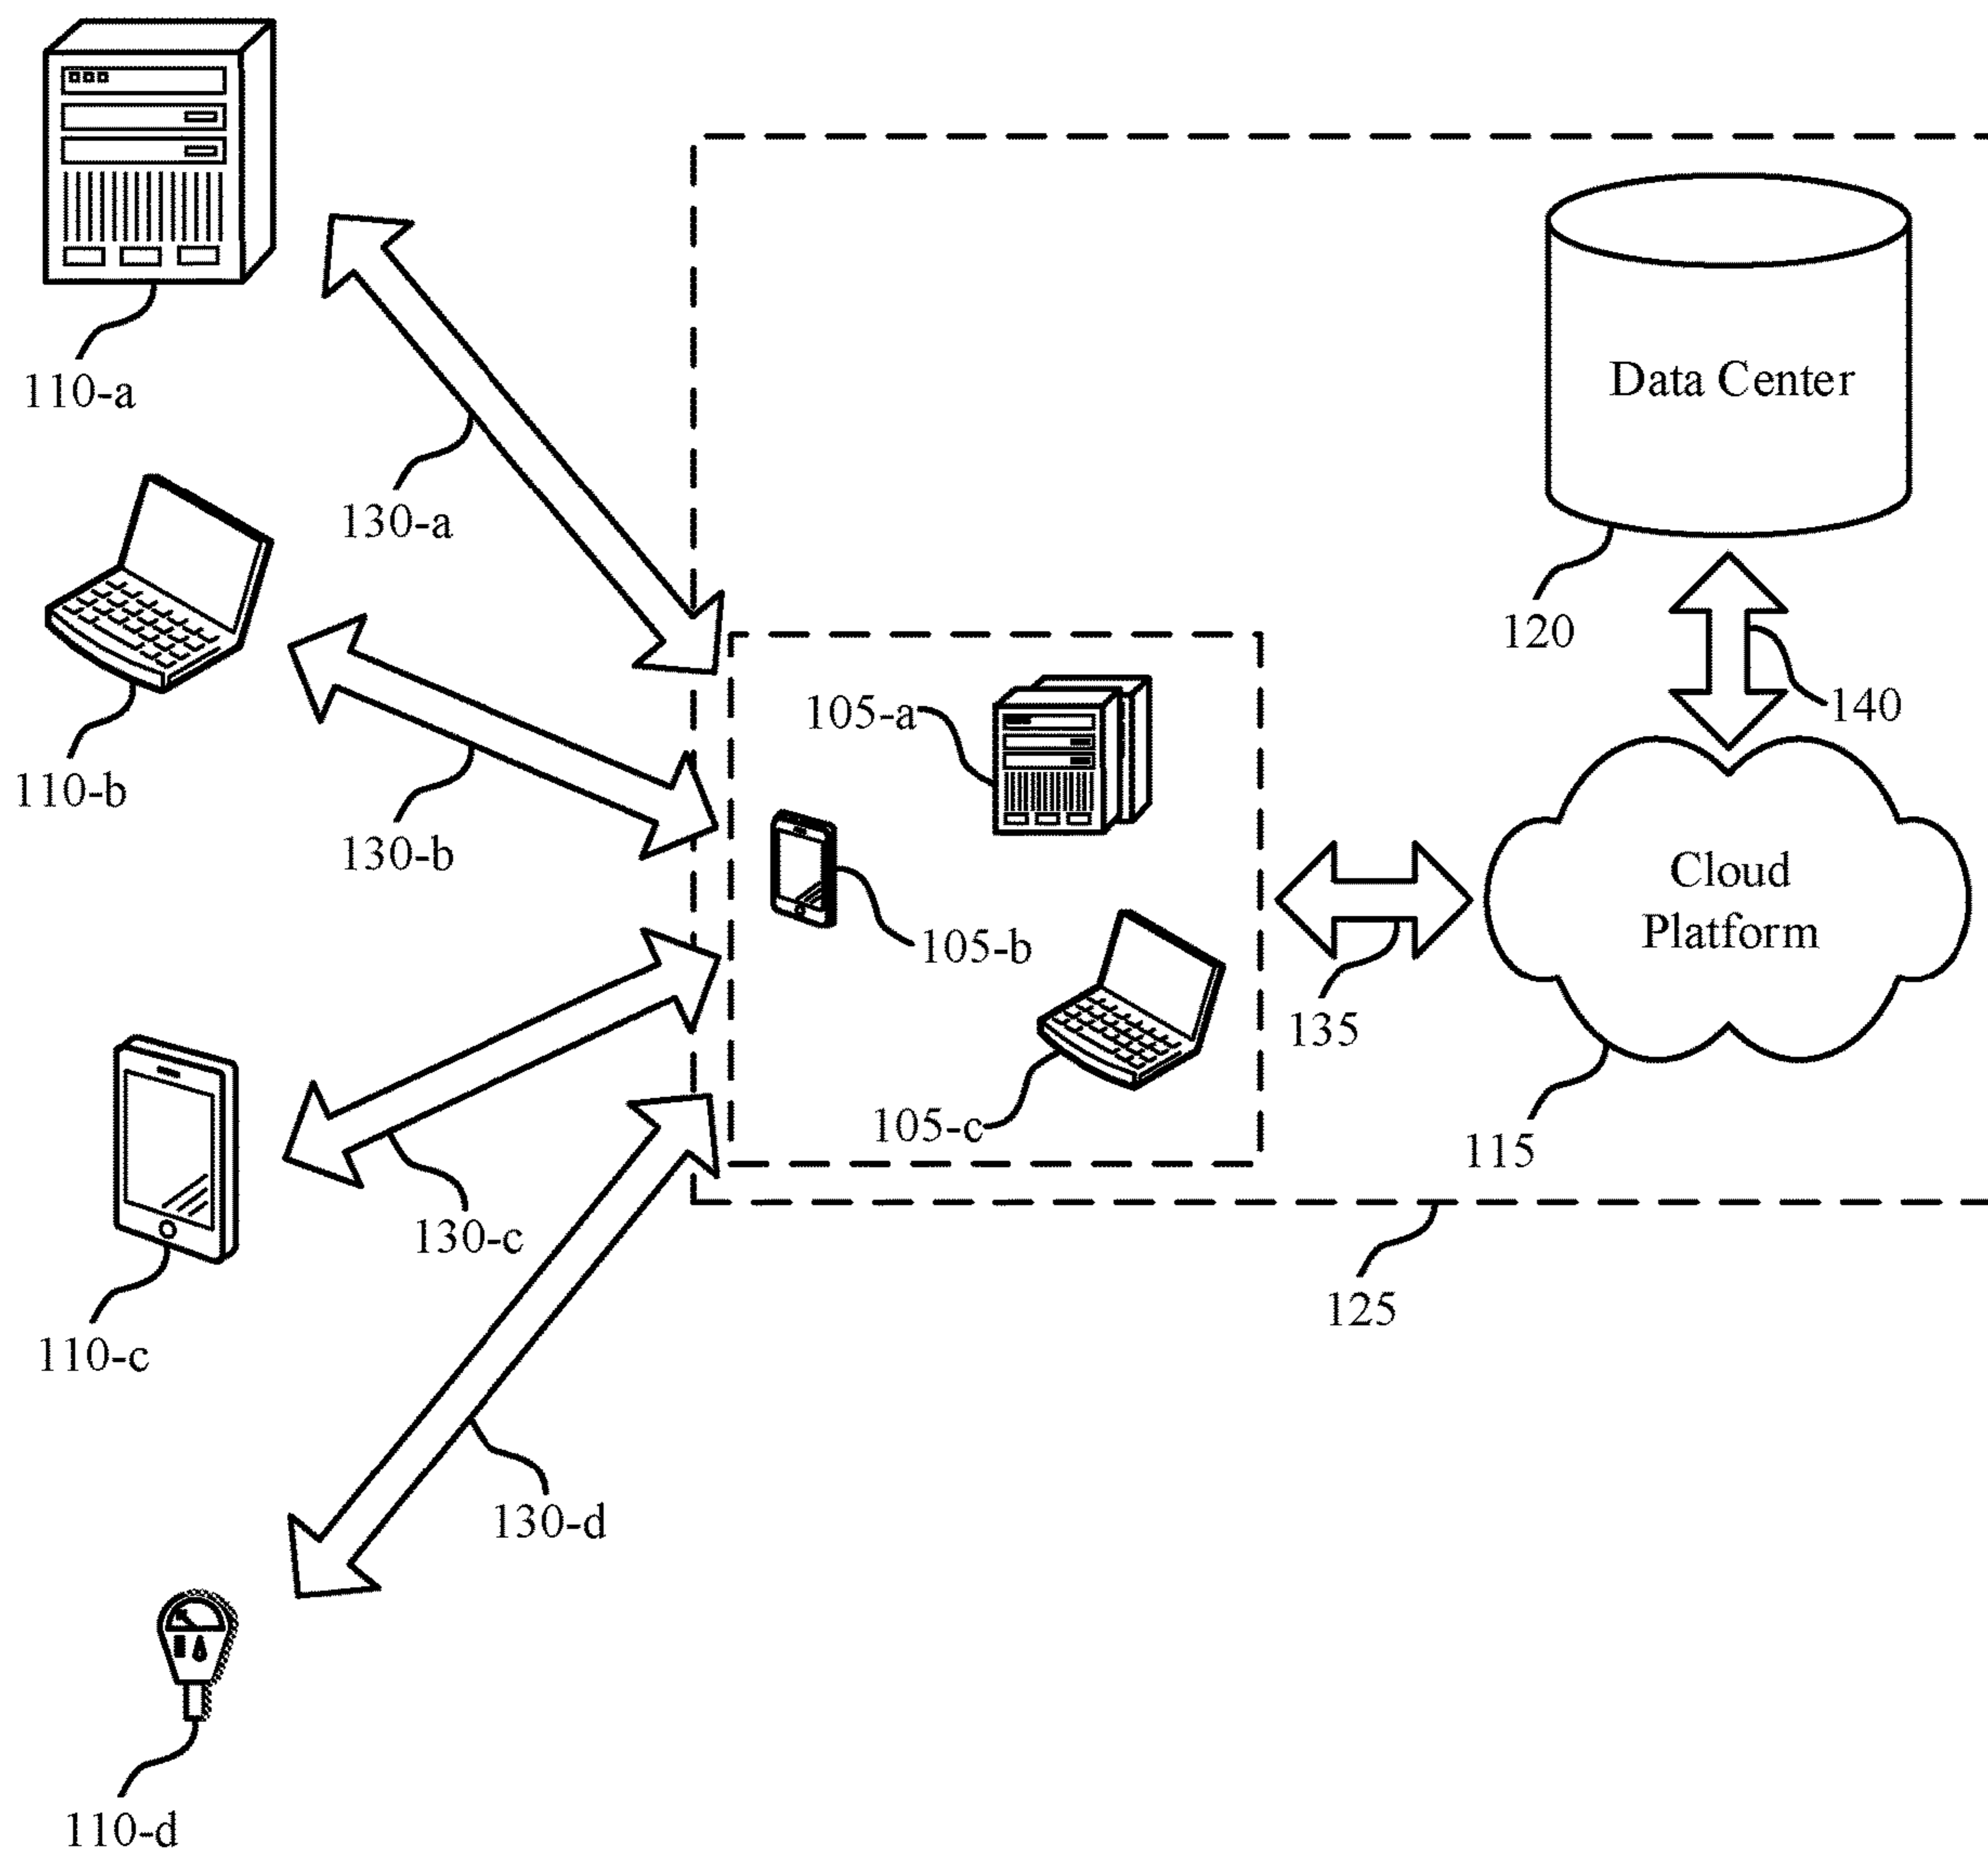 110-a
Data Center
130-a
120
105-a
140
110-b
130-b
Cloud
Platform
105-b
135
105-c
115
130-c
125
110-c
130-d
110-d